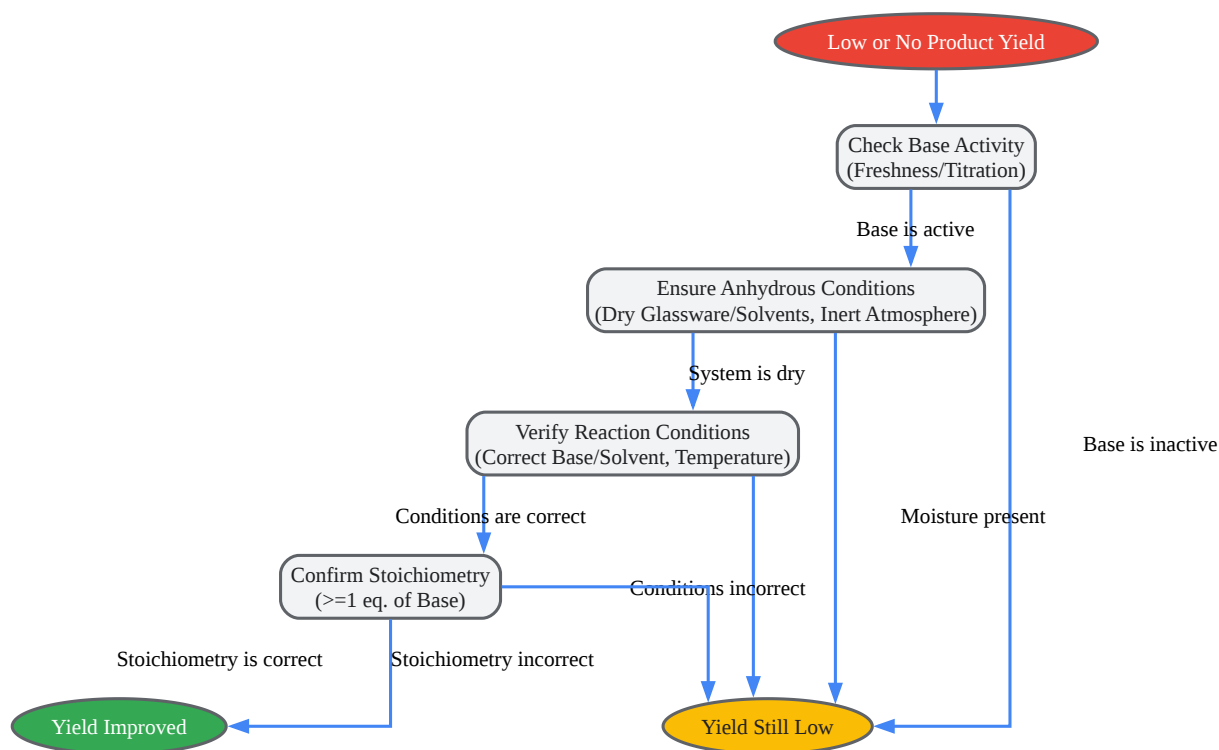 Low or No Product Yield
Check Base Activity
(Freshness/Titration)
Base is active
Ensure Anhydrous Conditions
(Dry Glassware/Solvents, Inert Atmosphere)
System is dry
Verify Reaction Conditions
(Correct Base/Solvent, Temperature)
Base is inactive
Conditions are correct
Moisture present
Confirm Stoichiometry
(>=1 eq. of Base)
Conditions incorrect
Stoichiometry is correct
Stoichiometry incorrect
Yield Improved
Yield Still Low